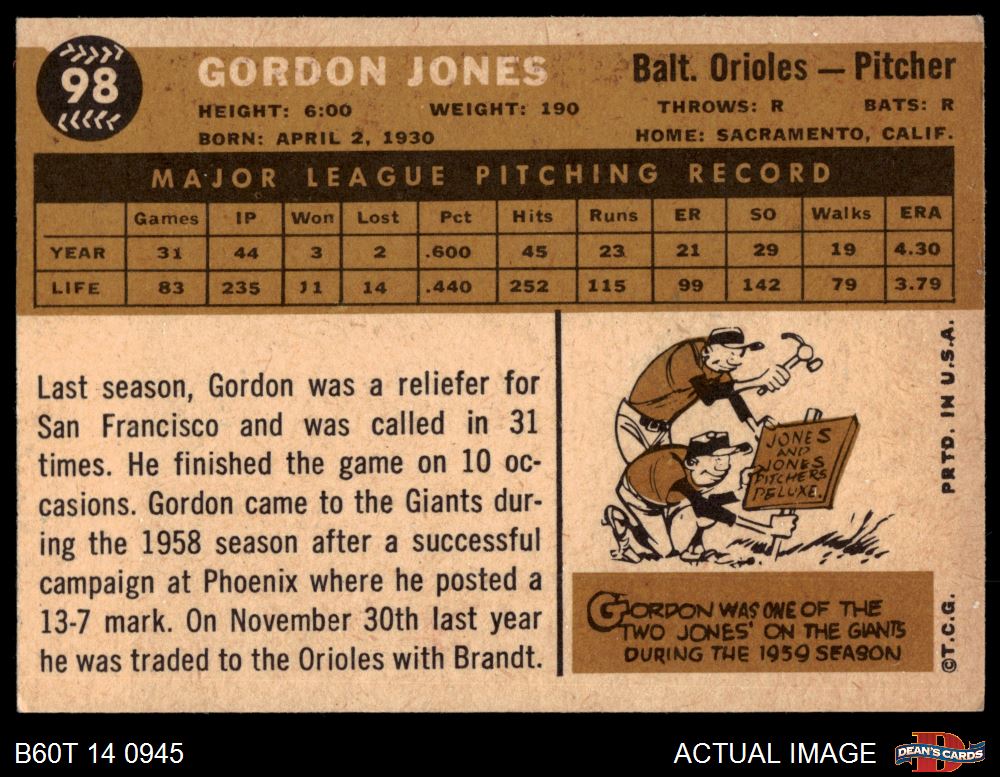 98
GORDON JONES
Balt. Orioles — Pitcher
HEIGHT: 6:00 WEIGHT: 190 THROWS: R BATS: R
BORN: APRIL 2, 1930 HOME: SACRAMENTO, CALIF.
MAJOR LEAGUE PITCHING RECORD
Games IP Won Lost Pct Hits Runs ER SO Walks ERA
YEAR 31 44 3 2 .600 45 23 21 29 19 4.30
LIFE 83 235 11 14 .440 252 115 99 142 79 3.79
Last season, Gordon was a reliefer for
San Francisco and was called in 31
times. He finished the game on 10 oc-
casions. Gordon came to the Giants dur-
ing the 1958 season after a successful
campaign at Phoenix where he posted a
13-7 mark. On November 30th last year
he was traded to the Orioles with Brandt.
JONES
AND
JONES
PITCHERS
DELUXE.
GORDON WAS ONE OF THE
TWO JONES' ON THE GIANTS
DURING THE 1959 SEASON
©T.C.G. PRTD. IN U.S.A.
B60T 14 0945
ACTUAL IMAGE
D
DEAN'S CARDS